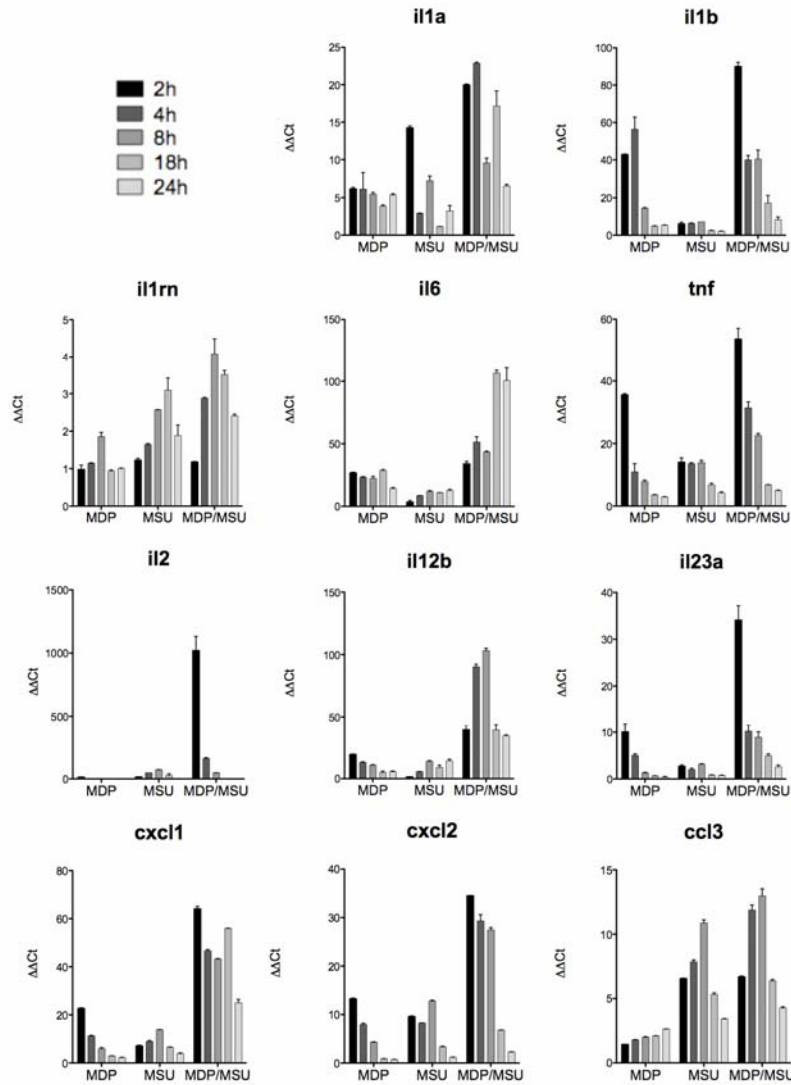 il1a
il1b
2h
4h
8h
18h
24h
ΔΔCt
25
20
15
10
5
0
MDP MSU MDP/MSU
ΔΔCt
100
80
60
40
20
0
MDP MSU MDP/MSU
il1rn
il6
tnf
ΔΔCt
5
4
3
2
1
0
MDP MSU MDP/MSU
ΔΔCt
150
100
50
0
MDP MSU MDP/MSU
ΔΔCt
60
40
20
0
MDP MSU MDP/MSU
il2
il12b
il23a
ΔΔCt
1500
1000
500
0
MDP MSU MDP/MSU
ΔΔCt
150
100
50
0
MDP MSU MDP/MSU
ΔΔCt
40
30
20
10
0
MDP MSU MDP/MSU
cxcl1
cxcl2
ccl3
ΔΔCt
80
60
40
20
0
MDP MSU MDP/MSU
ΔΔCt
40
30
20
10
0
MDP MSU MDP/MSU
ΔΔCt
15
10
5
0
MDP MSU MDP/MSU